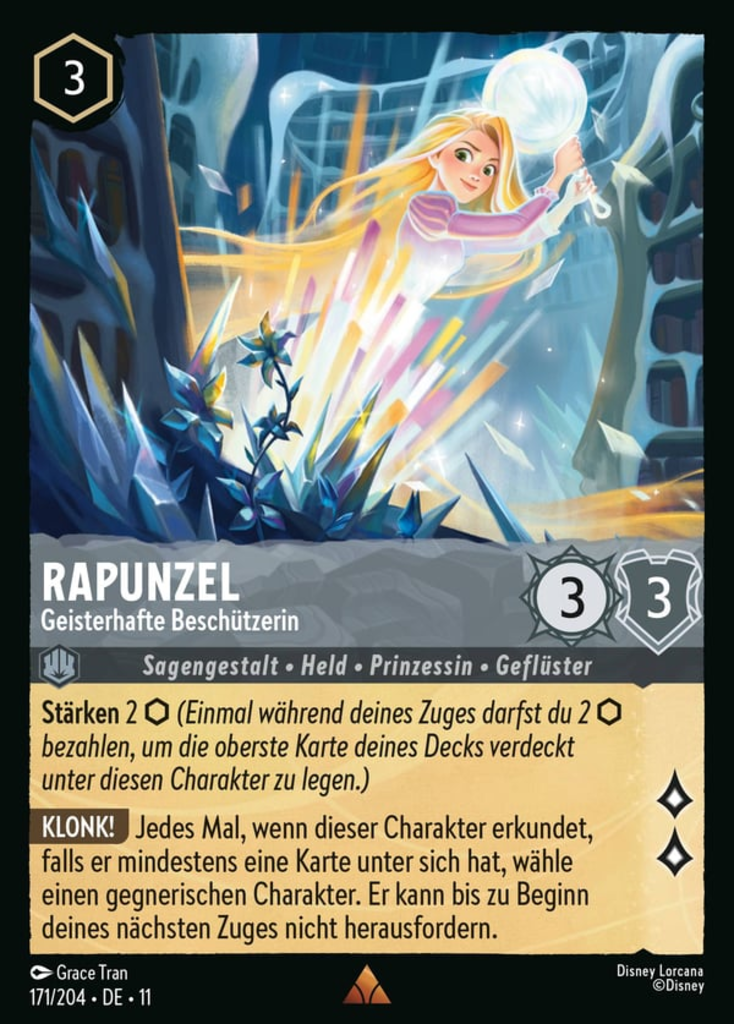 3
RAPUNZEL
Geisterhafte Beschützerin
3
3
Sagengestalt • Held • Prinzessin • Geflüster
Stärken 2 ⬡ (Einmal während deines Zuges darfst du 2 ⬡
bezahlen, um die oberste Karte deines Decks verdeckt
unter diesen Charakter zu legen.)
KLONK! Jedes Mal, wenn dieser Charakter erkundet,
falls er mindestens eine Karte unter sich hat, wähle
einen gegnerischen Charakter. Er kann bis zu Beginn
deines nächsten Zuges nicht herausfordern.
Grace Tran
171/204 • DE • 11
Disney Lorcana
©Disney